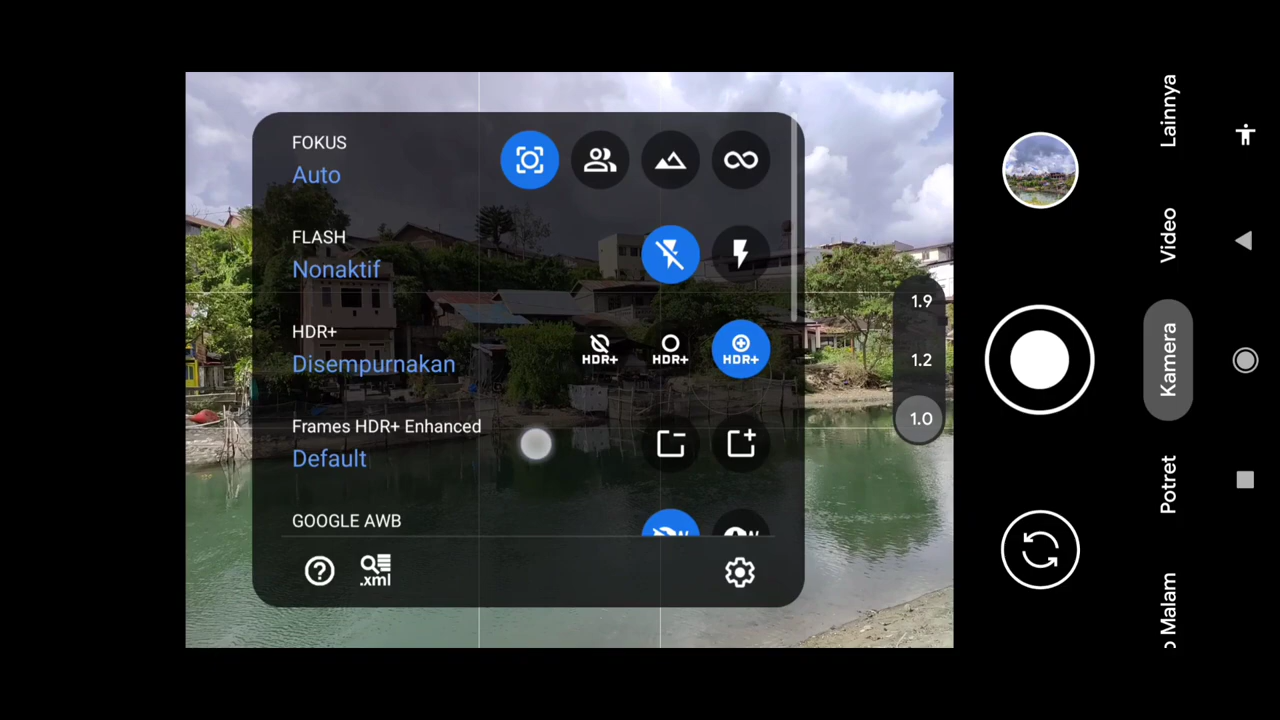 FOKUS
Auto
FLASH
Nonaktif
HDR+
Disempurnakan
HDR+
HDR+
HDR+
Frames HDR+ Enhanced
Default
GOOGLE AWB
.xml
1.9
1.2
1.0
Lainnya
Video
Kamera
Potret
Malam